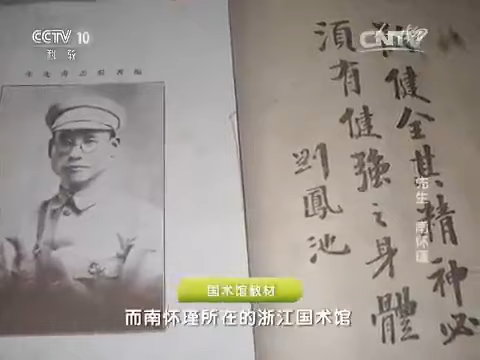 CCTV 10
科教
健全其精神必
須有健強之身體
劉鳳池
先生 南怀瑾
国术馆教材
而南怀瑾所在的浙江国术馆